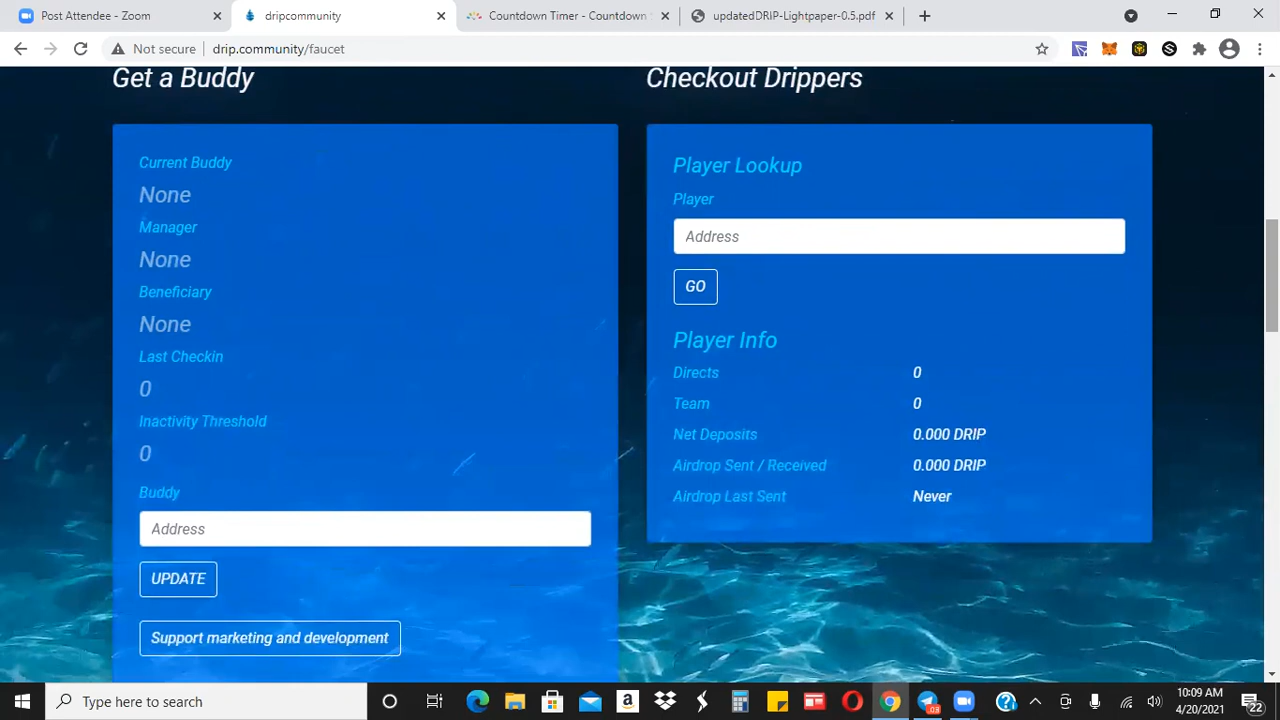 Post Attendee - Zoom
dripcommunity
Countdown Timer - Countdown
updatedDRiP-Lightpaper-0.5.pdf
Not secure
drip.community/faucet
Get a Buddy
Checkout Drippers
Current Buddy
None
Manager
None
Beneficiary
None
Last Checkin
0
Inactivity Threshold
0
Buddy
Address
UPDATE
Support marketing and development
Player Lookup
Player
Address
GO
Player Info
Directs 0
Team 0
Net Deposits 0.000 DRIP
Airdrop Sent / Received 0.000 DRIP
Airdrop Last Sent Never
Type here to search
10:09 AM
4/20/2021
22